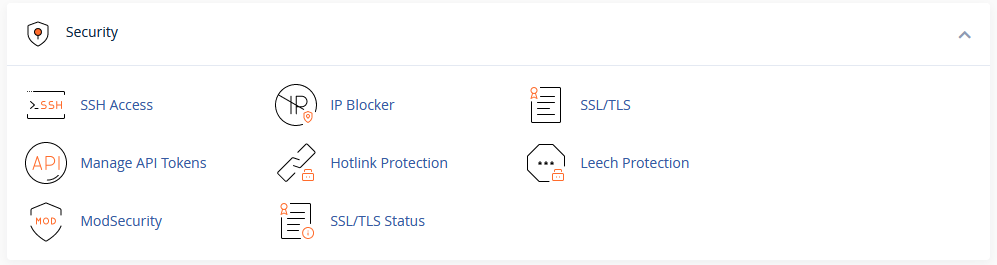 Security
>_SSH SSH Access
IP IP Blocker
SSL/TLS
API Manage API Tokens
Hotlink Protection
Leech Protection
MOD ModSecurity
SSL/TLS Status